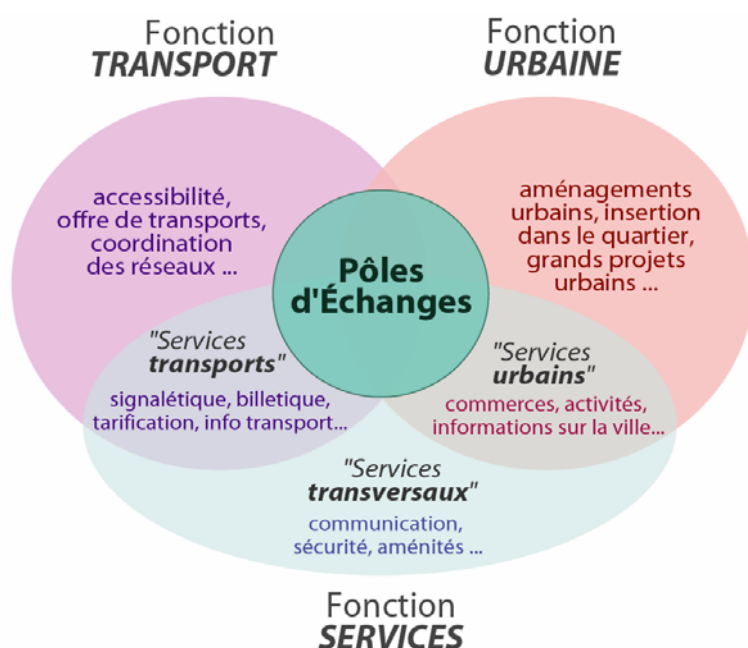 Fonction
TRANSPORT
Fonction
URBAINE
accessibilité,
offre de transports,
coordination
des réseaux ...
aménagements
urbains, insertion
dans le quartier,
grands projets
urbains ...
Pôles
d'Échanges
"Services
transports"
signalétique, billetique,
tarification, info transport...
"Services
urbains"
commerces, activités,
informations sur la ville...
"Services
transversaux"
communication,
sécurité, aménités ...
Fonction
SERVICES